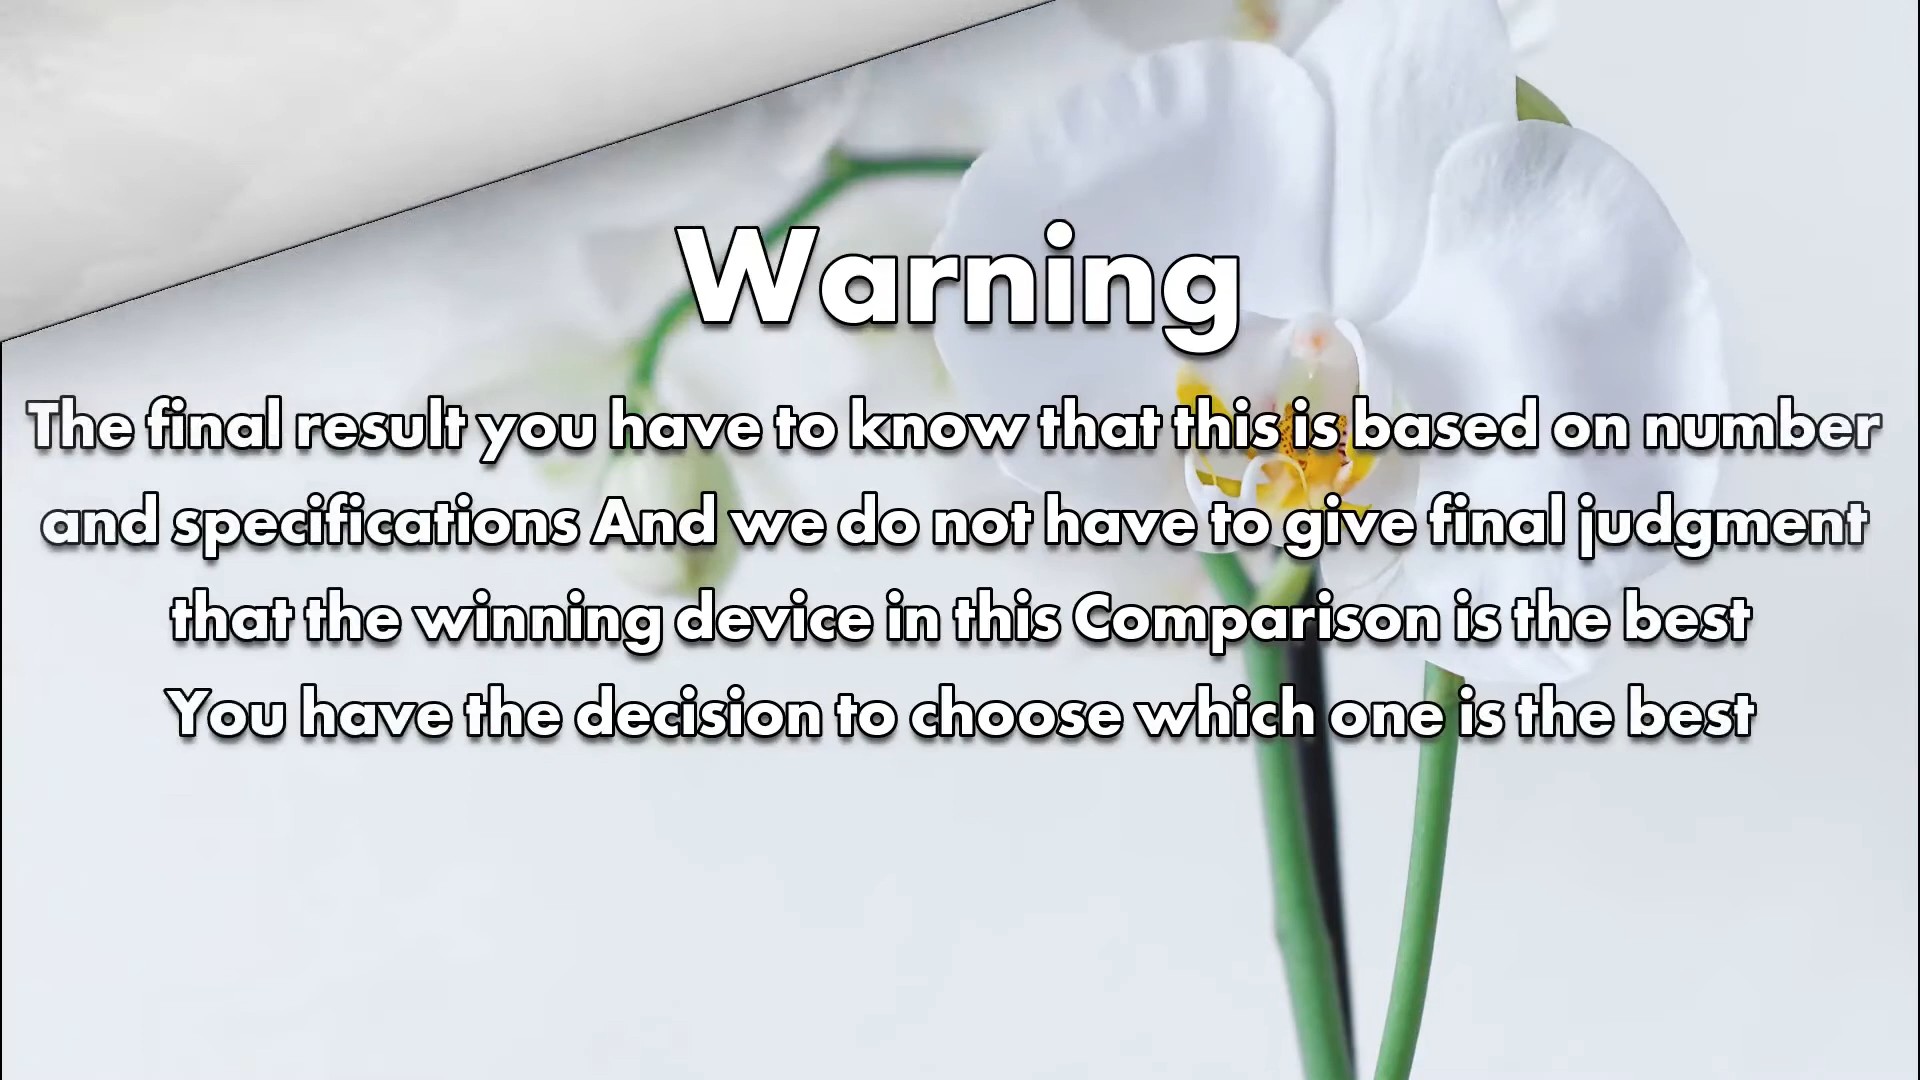 Warning
The final result you have to know that this is based on number
and specifications And we do not have to give final judgment
that the winning device in this Comparison is the best
You have the decision to choose which one is the best